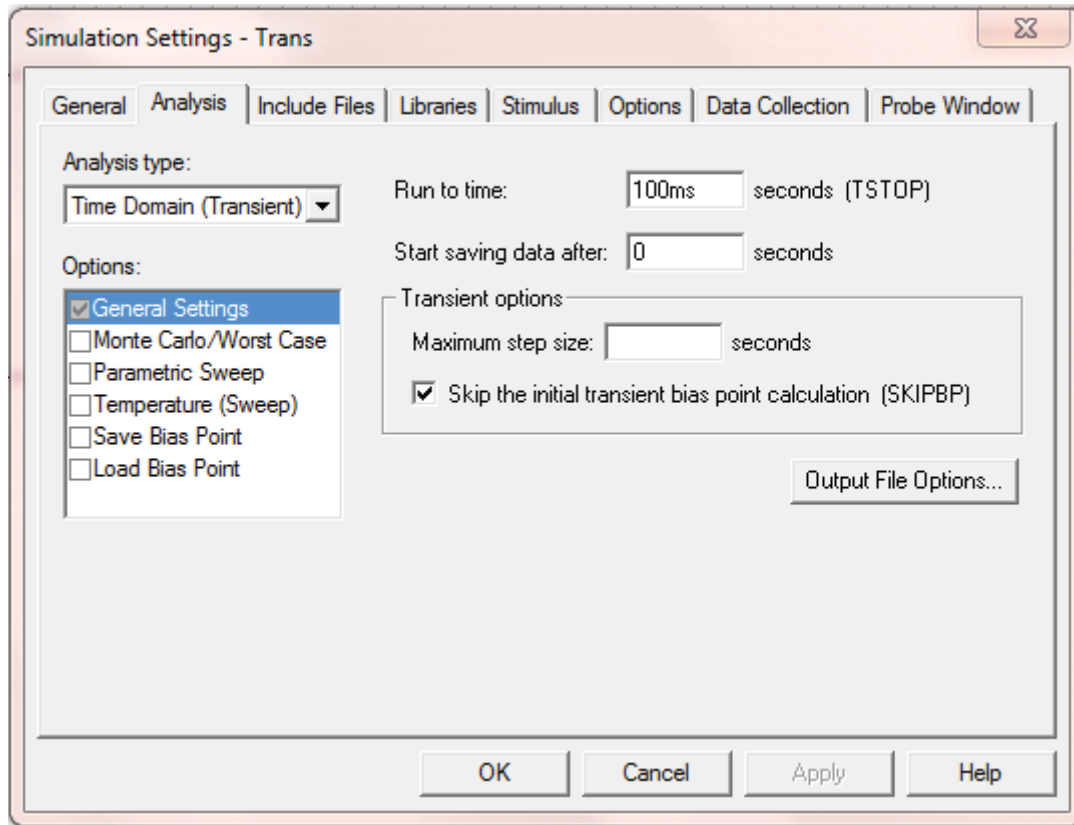 Simulation Settings - Trans
General Analysis Include Files Libraries Stimulus Options Data Collection Probe Window
Analysis type:
Time Domain (Transient)
Options:
General Settings
Monte Carlo/Worst Case
Parametric Sweep
Temperature (Sweep)
Save Bias Point
Load Bias Point
Run to time: 100ms seconds (TSTOP)
Start saving data after: 0 seconds
Transient options
Maximum step size: seconds
Skip the initial transient bias point calculation (SKIPBP)
Output File Options...
OK Cancel Apply Help